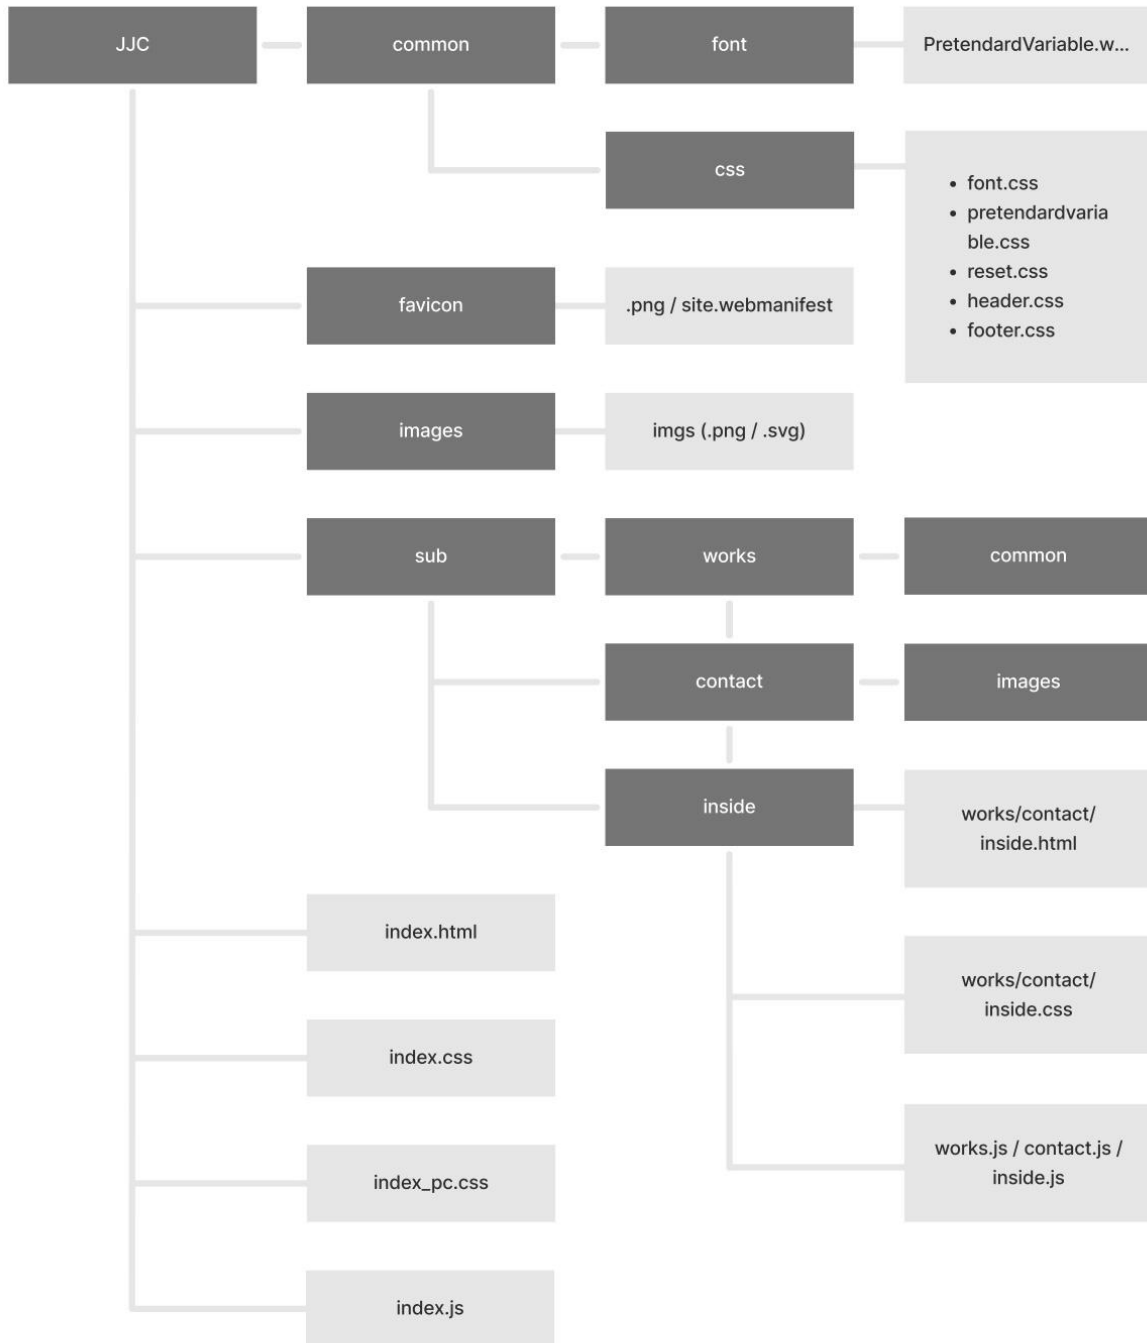 JJC
common
font
PretendardVariable.w...
css
font.css
pretendardvaria
ble.css
reset.css
header.css
footer.css
favicon
.png / site.webmanifest
images
imgs (.png / .svg)
sub
works
common
contact
images
inside
works/contact/
inside.html
index.html
works/contact/
inside.css
index.css
works.js / contact.js /
inside.js
index_pc.css
index.js